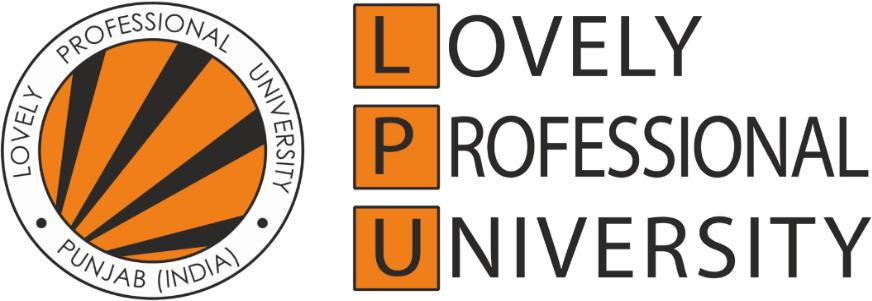 LOVELY PROFESSIONAL UNIVERSITY
• PUNJAB (INDIA) •
LOVELY
PROFESSIONAL
UNIVERSITY